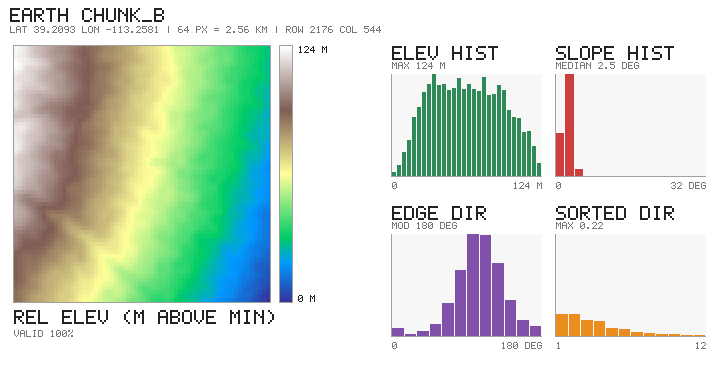 EARTH CHUNK_B
LAT 39.2093 LON -113.2581 | 64 PX = 2.56 KM | ROW 2176 COL 544
124 M
0 M
REL ELEV (M ABOVE MIN)
VALID 100%
ELEV HIST
MAX 124 M
0 124 M
SLOPE HIST
MEDIAN 2.5 DEG
0 32 DEG
EDGE DIR
MOD 180 DEG
0 180 DEG
SORTED DIR
MAX 0.22
1 12